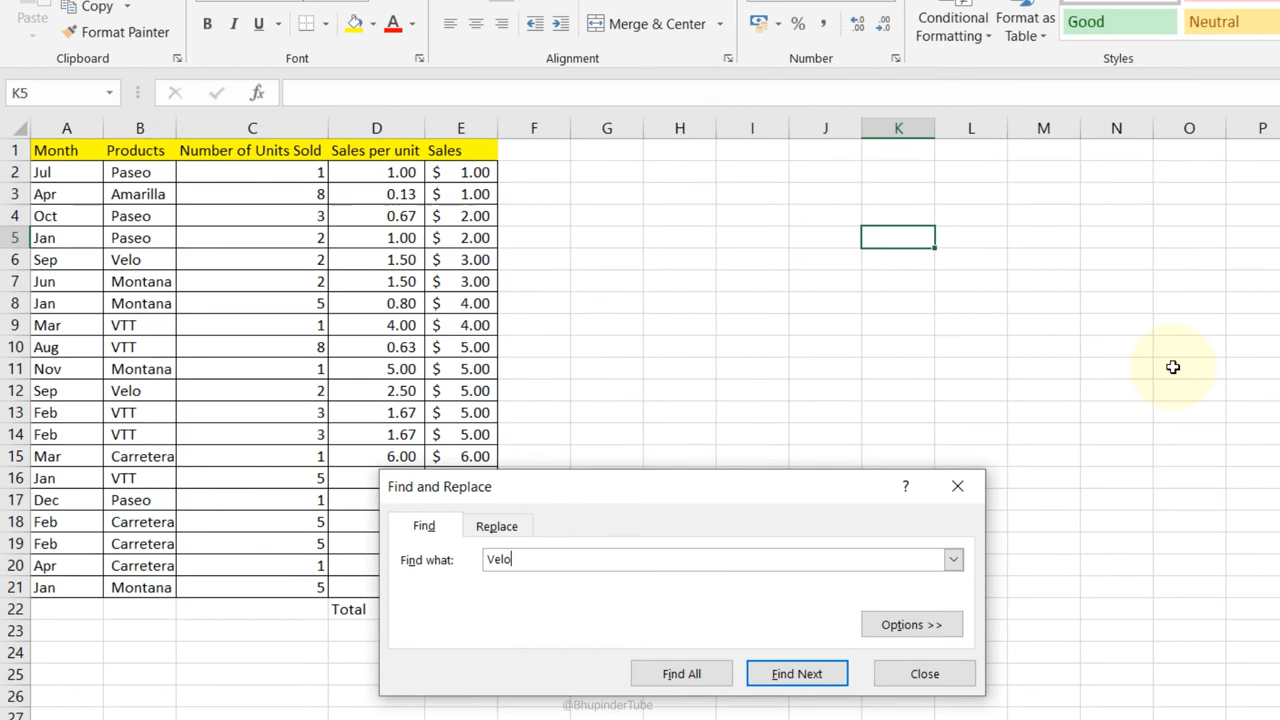 Paste
Copy
Format Painter
B I U A
Merge & Center
% ,
Conditional
Formatting
Format as
Table
Good
Neutral
Clipboard
Font
Alignment
Number
Styles
K5
fx
A B C D E F G H I J K L M N O P
1 Month Products Number of Units Sold Sales per unit Sales
2 Jul Paseo 1 1.00 $ 1.00
3 Apr Amarilla 8 0.13 $ 1.00
4 Oct Paseo 3 0.67 $ 2.00
5 Jan Paseo 2 1.00 $ 2.00
6 Sep Velo 2 1.50 $ 3.00
7 Jun Montana 2 1.50 $ 3.00
8 Jan Montana 5 0.80 $ 4.00
9 Mar VTT 1 4.00 $ 4.00
10 Aug VTT 8 0.63 $ 5.00
11 Nov Montana 1 5.00 $ 5.00
12 Sep Velo 2 2.50 $ 5.00
13 Feb VTT 3 1.67 $ 5.00
14 Feb VTT 3 1.67 $ 5.00
15 Mar Carretera 1 6.00 $ 6.00
16 Jan VTT 5
17 Dec Paseo 1
18 Feb Carretera 5
19 Feb Carretera 5
20 Apr Carretera 1
21 Jan Montana 5
22 Total
23
24
25
26
27
Find and Replace
?
Find
Replace
Find what:
Velo
Options >>
Find All
Find Next
Close
@BhupinderTube